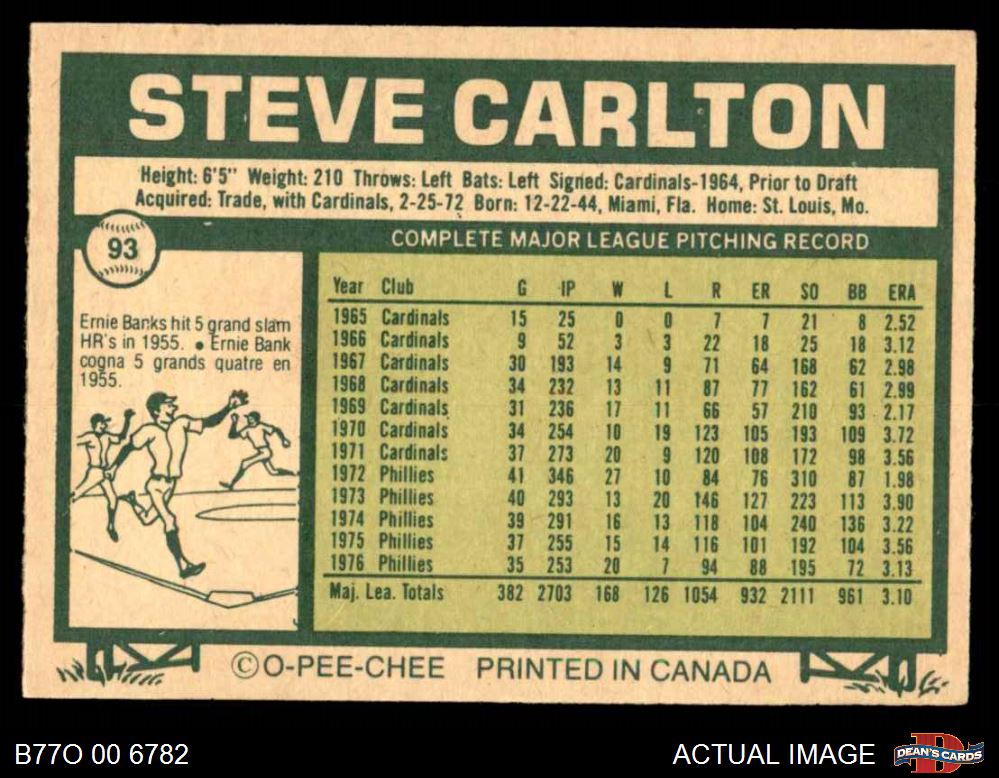 STEVE CARLTON
Height: 6'5" Weight: 210 Throws: Left Bats: Left Signed: Cardinals-1964, Prior to Draft
Acquired: Trade, with Cardinals, 2-25-72 Born: 12-22-44, Miami, Fla. Home: St. Louis, Mo.
93
COMPLETE MAJOR LEAGUE PITCHING RECORD
Ernie Banks hit 5 grand slam
HR's in 1955. • Ernie Bank
cogna 5 grands quatre en
1955.
Year Club G IP W L R ER SO BB ERA
1965 Cardinals 15 25 0 0 7 7 21 8 2.52
1966 Cardinals 9 52 3 3 22 18 25 18 3.12
1967 Cardinals 30 193 14 9 71 64 168 62 2.98
1968 Cardinals 34 232 13 11 87 77 162 61 2.99
1969 Cardinals 31 236 17 11 66 57 210 93 2.17
1970 Cardinals 34 254 10 19 123 105 193 109 3.72
1971 Cardinals 37 273 20 9 120 108 172 98 3.56
1972 Phillies 41 346 27 10 84 76 310 87 1.98
1973 Phillies 40 293 13 20 146 127 223 113 3.90
1974 Phillies 39 291 16 13 118 104 240 136 3.22
1975 Phillies 37 255 15 14 116 101 192 104 3.56
1976 Phillies 35 253 20 7 94 88 195 72 3.13
Maj. Lea. Totals 382 2703 168 126 1054 932 2111 961 3.10
©O-PEE-CHEE PRINTED IN CANADA
B77O 00 6782
ACTUAL IMAGE
DEAN'S CARDS